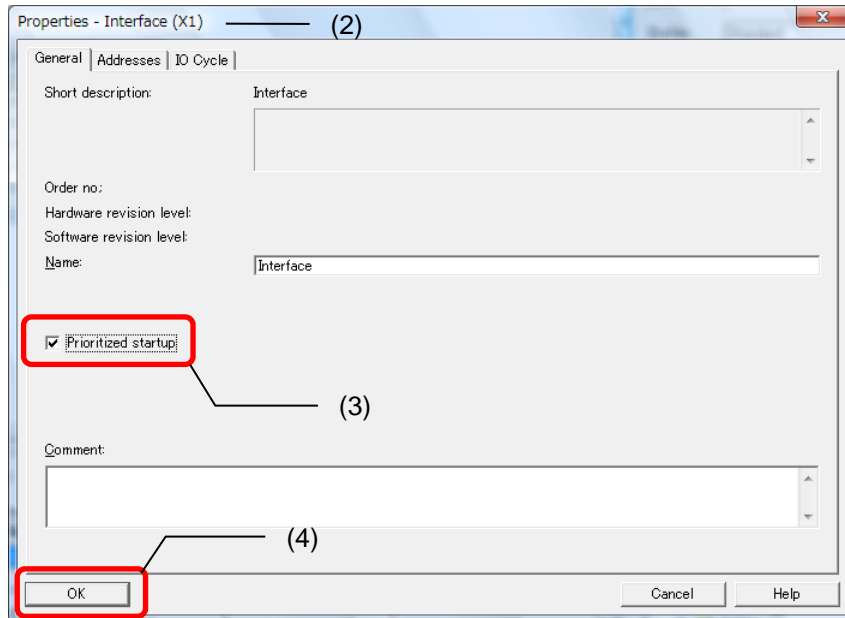 Properties - Interface (X1) (2)
General Addresses IO Cycle
Short description: Interface
Order no;
Hardware revision level:
Software revision level:
Name: Interface
Prioritized startup
(3)
Comment:
(4)
OK Cancel Help